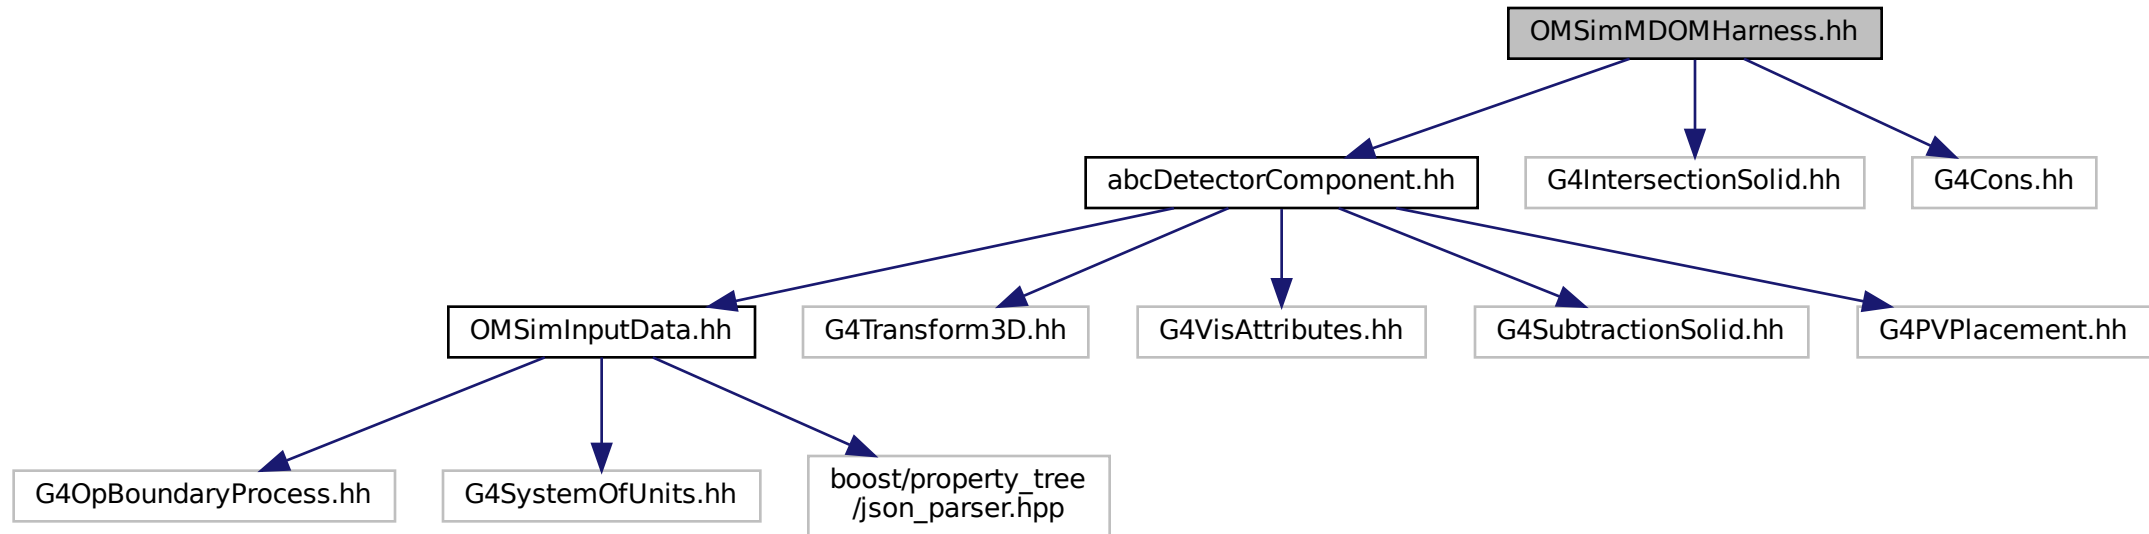 OMSimMDOMHarness.hh
abcDetectorComponent.hh
G4IntersectionSolid.hh
G4Cons.hh
OMSimInputData.hh
G4Transform3D.hh
G4VisAttributes.hh
G4SubtractionSolid.hh
G4PVPlacement.hh
G4OpBoundaryProcess.hh
G4SystemOfUnits.hh
boost/property_tree
/json_parser.hpp